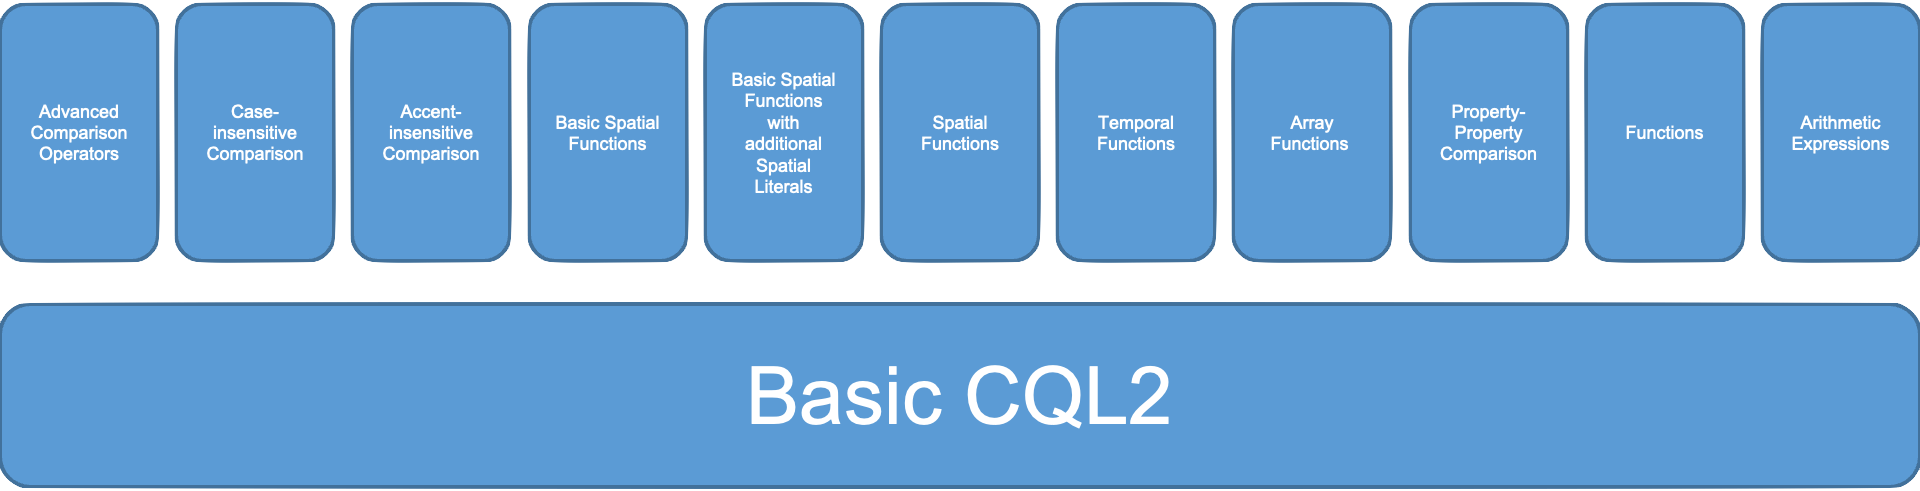 Advanced
Comparison
Operators
Case-
insensitive
Comparison
Accent-
insensitive
Comparison
Basic Spatial
Functions
Basic Spatial
Functions
with
additional
Spatial
Literals
Spatial
Functions
Temporal
Functions
Array
Functions
Property-
Property
Comparison
Functions
Arithmetic
Expressions
Basic CQL2